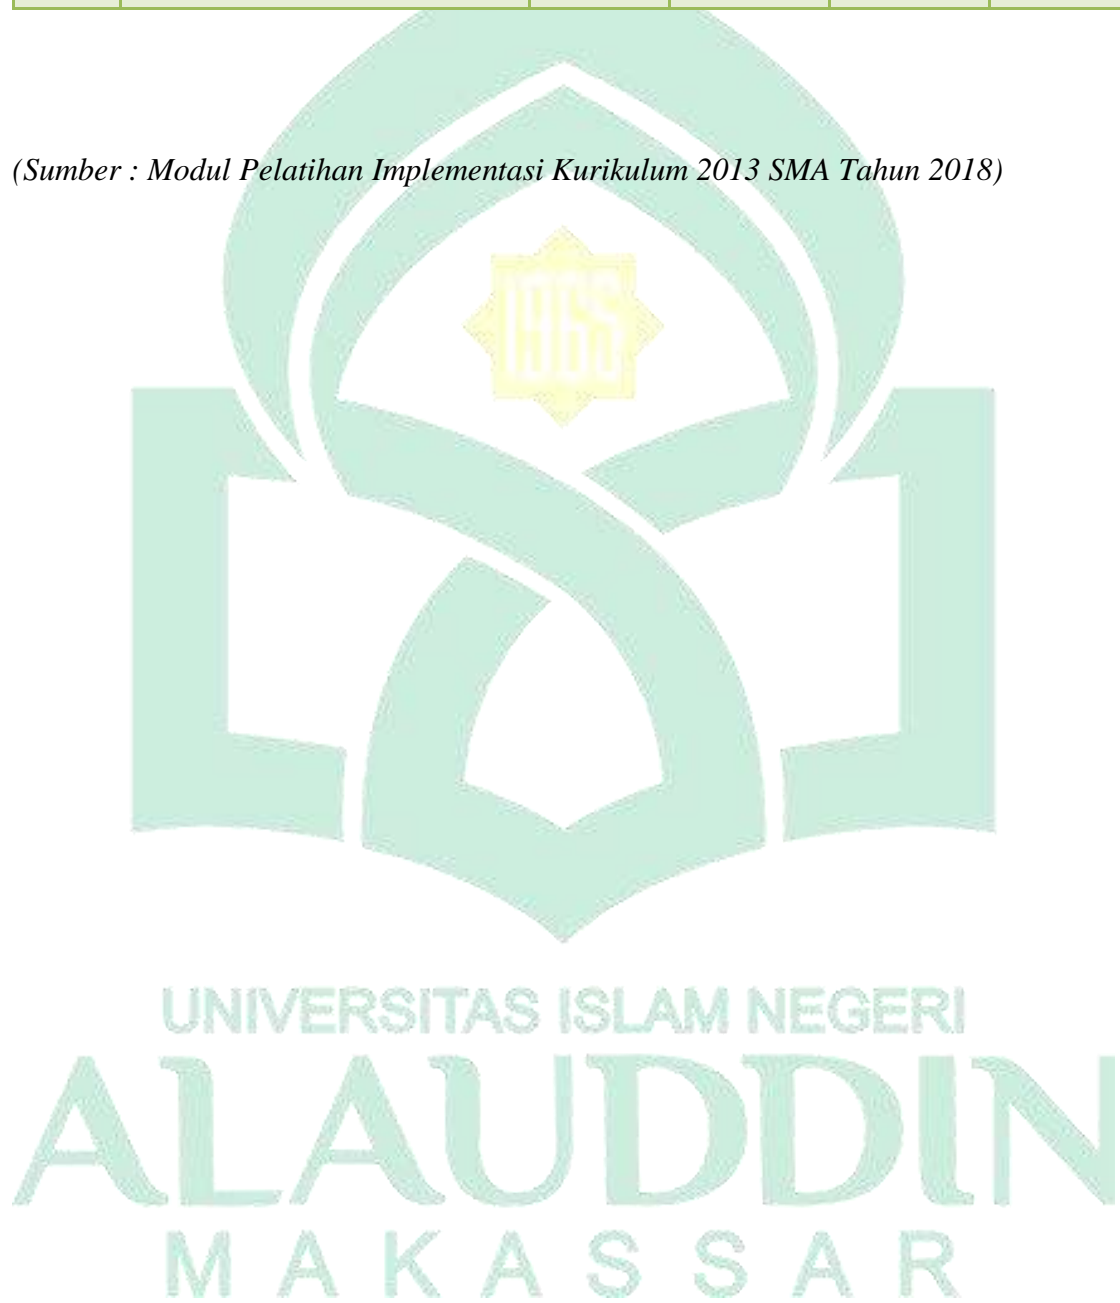 (Sumber : Modul Pelatihan Implementasi Kurikulum 2013 SMA Tahun 2018)
1965
UNIVERSITAS ISLAM NEGERI
ALAUDDIN
MAKASSAR